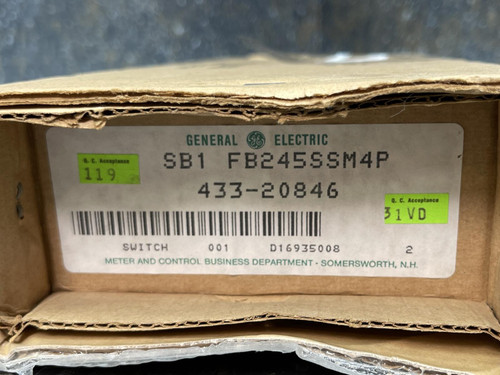 GENERAL GE ELECTRIC
SB1 FB245SSM4P
433-20846
Q. C. Acceptance
119
Q. C. Acceptance
31VD
SWITCH 001 D16935008 2
METER AND CONTROL BUSINESS DEPARTMENT - SOMERSWORTH, N.H.